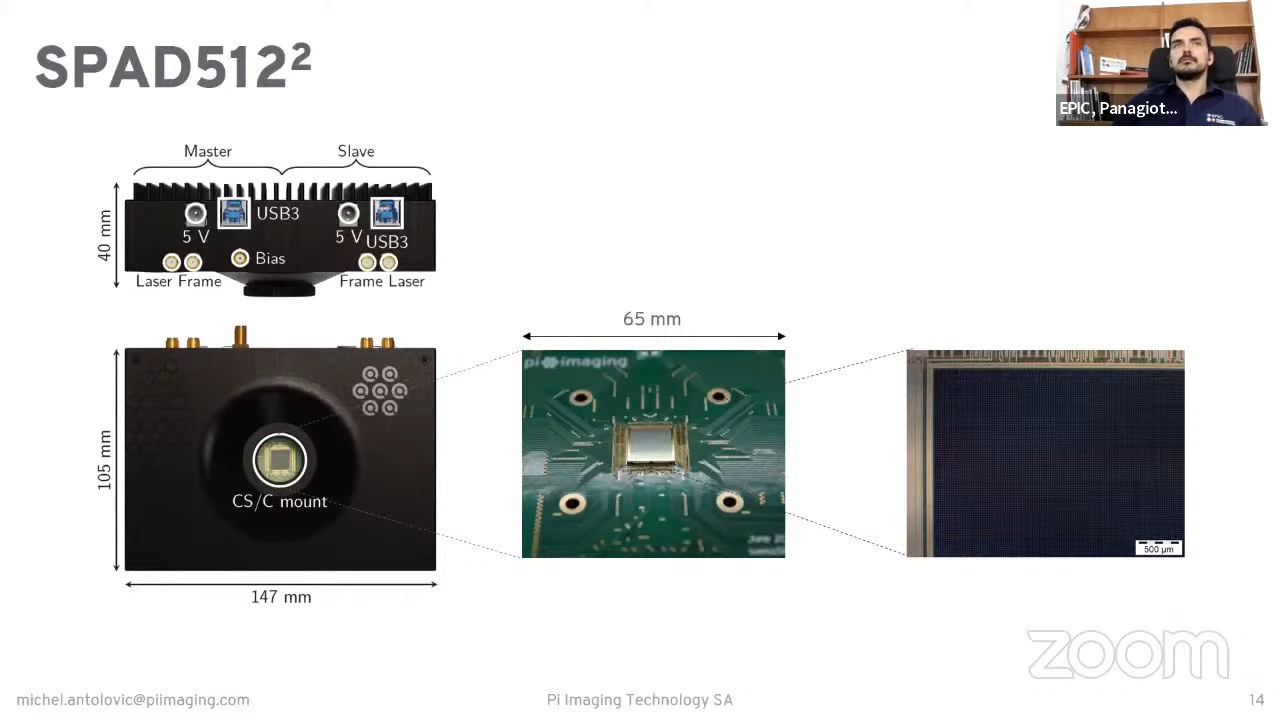 SPAD512²
EPIC, Panagiot...
Master
Slave
40 mm
USB3
5 V
5 V
USB3
Bias
Laser Frame
Frame Laser
65 mm
pi imaging
105 mm
CS/C mount
147 mm
500 µm
zoom
michel.antolovic@piimaging.com
Pi Imaging Technology SA
14